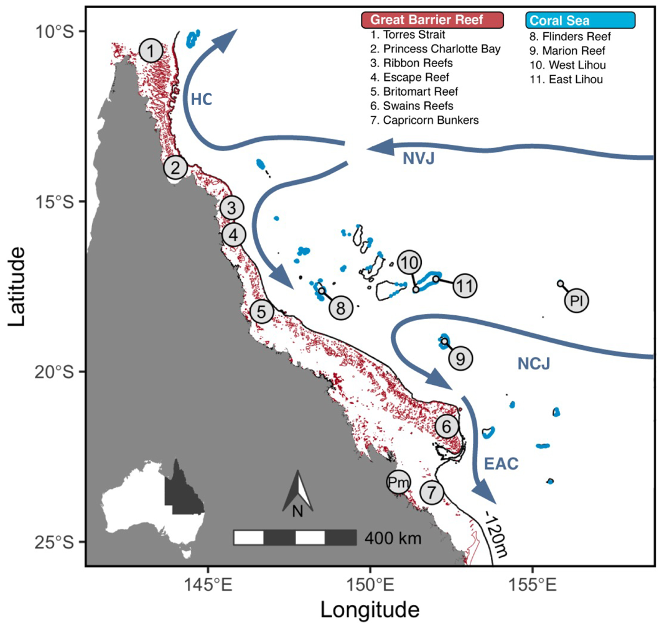 Great Barrier Reef
1. Torres Strait
2. Princess Charlotte Bay
3. Ribbon Reefs
4. Escape Reef
5. Britomart Reef
6. Swains Reefs
7. Capricorn Bunkers
Coral Sea
8. Flinders Reef
9. Marion Reef
10. West Lihou
11. East Lihou
10°S
15°S
20°S
25°S
Latitude
1
HC
NVJ
2
3
4
10
11
8
PI
5
9
NCJ
6
EAC
Pm
7
N
400 km
-120m
145°E
150°E
155°E
Longitude